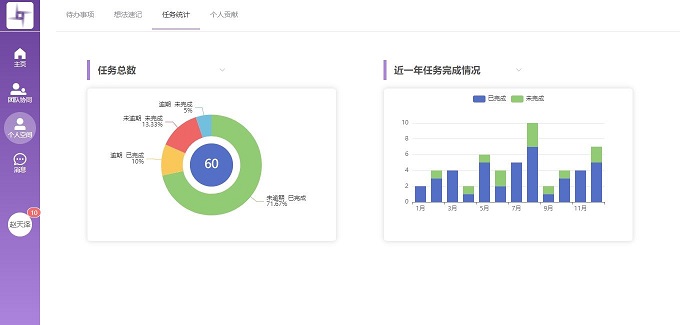 待办事项 想法速记 任务统计 个人贡献
主页
团队协同
个人空间
消息
10
赵天泽
任务总数
逾期 未完成
5%
未逾期 未完成
13.33%
逾期 已完成
10%
60
未逾期 已完成
71.67%
近一年任务完成情况
已完成 未完成
10
8
6
4
2
0
1月 3月 5月 7月 9月 11月